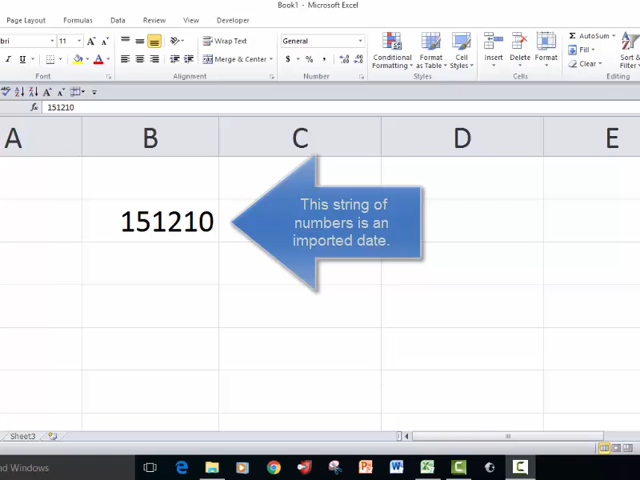 Book1 - Microsoft Excel
Page Layout Formulas Data Review View Developer
11 A A Wrap Text General Σ AutoSum
Fill
I U A Merge & Center $ % , Conditional Formatting Format as Table Cell Styles Insert Delete Format Clear Sort & Filter
Font Alignment Number Styles Cells Editing
fx 151210
A B C D E
151210
This string of
numbers is an
imported date.
Sheet3
Windows